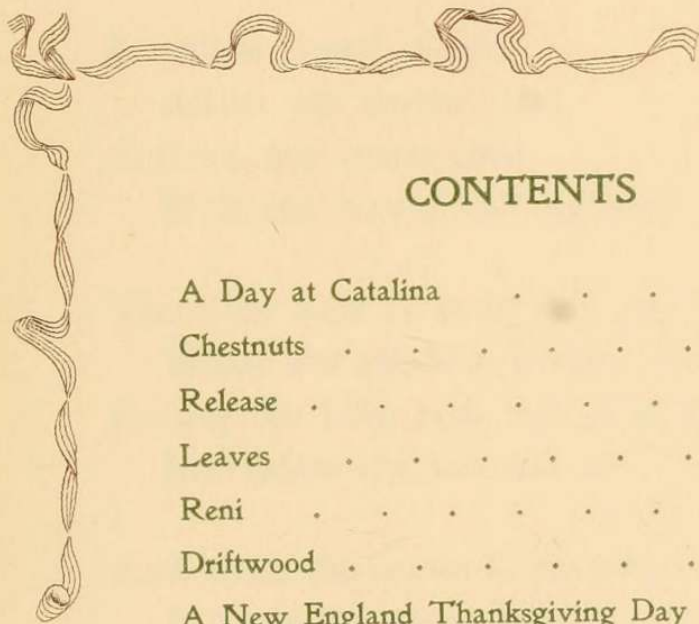 CONTENTS
A Day at Catalina . . .
Chestnuts . . . . . .
Release . . . . . .
Leaves . . . . . .
Reni . . . . . .
Driftwood . . . . . .
A New England Thanksgiving Day